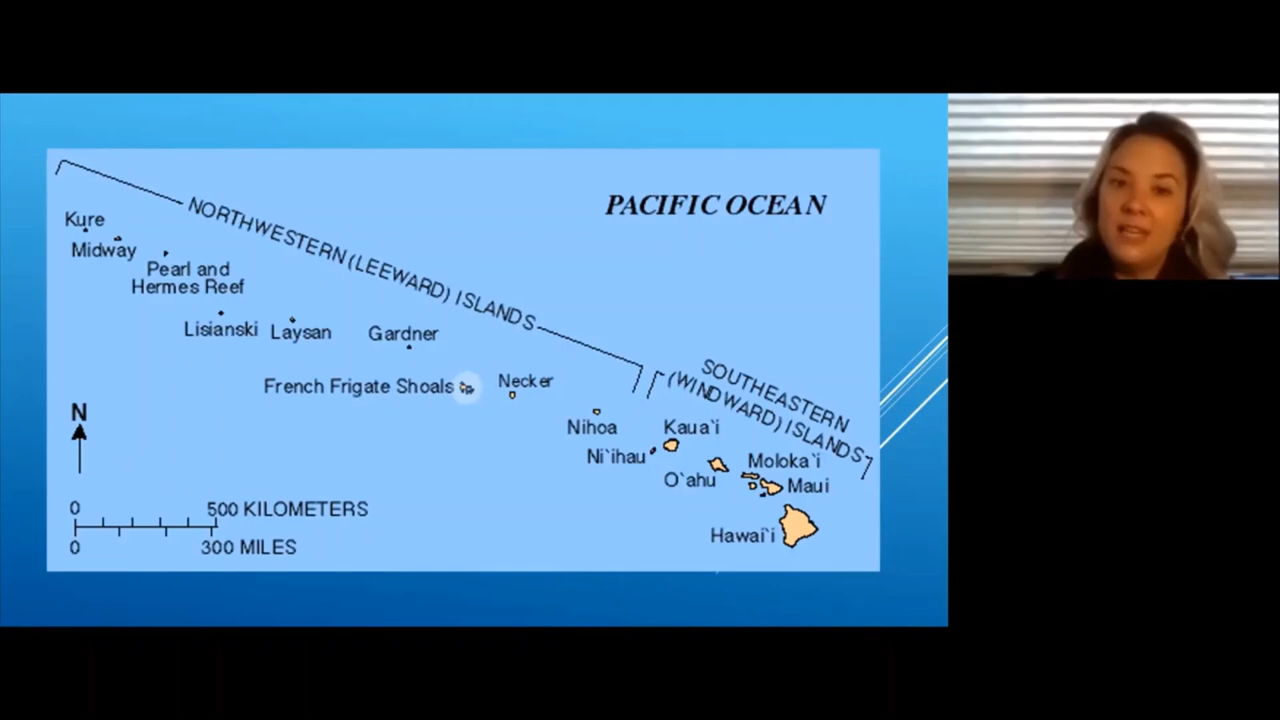 PACIFIC OCEAN
NORTHWESTERN (LEEWARD) ISLANDS
Kure
Midway
Pearl and
Hermes Reef
Lisianski
Laysan
Gardner
French Frigate Shoals
Necker
SOUTHEASTERN
(WINDWARD) ISLANDS
Nihoa
Kaua`i
Ni`ihau
O`ahu
Moloka`i
Maui
Hawai`i
N
0 500 KILOMETERS
0 300 MILES